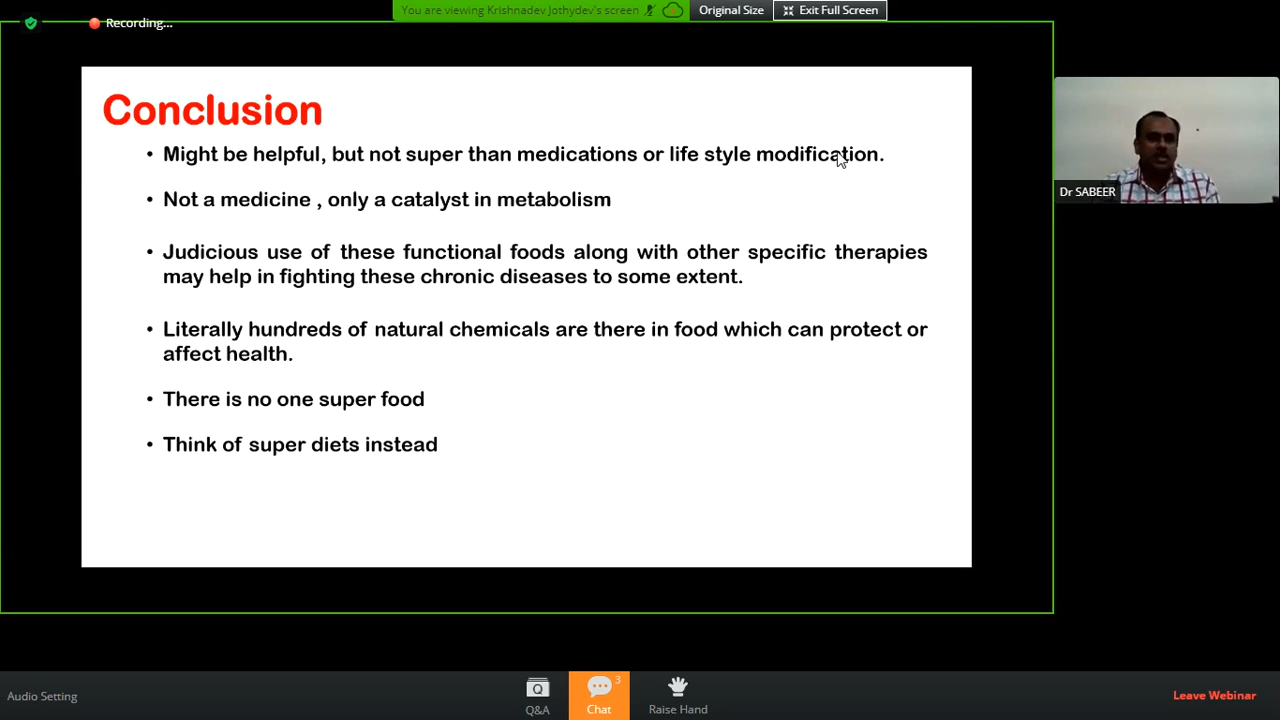 You are viewing Krishnadev Jothydev's screen
Original Size
Exit Full Screen
Recording...
Conclusion
• Might be helpful, but not super than medications or life style modification.
• Not a medicine , only a catalyst in metabolism
• Judicious use of these functional foods along with other specific therapies
may help in fighting these chronic diseases to some extent.
• Literally hundreds of natural chemicals are there in food which can protect or
affect health.
• There is no one super food
• Think of super diets instead
Dr SABEER
Audio Setting
Q
Q&A
3
Chat
Raise Hand
Leave Webinar